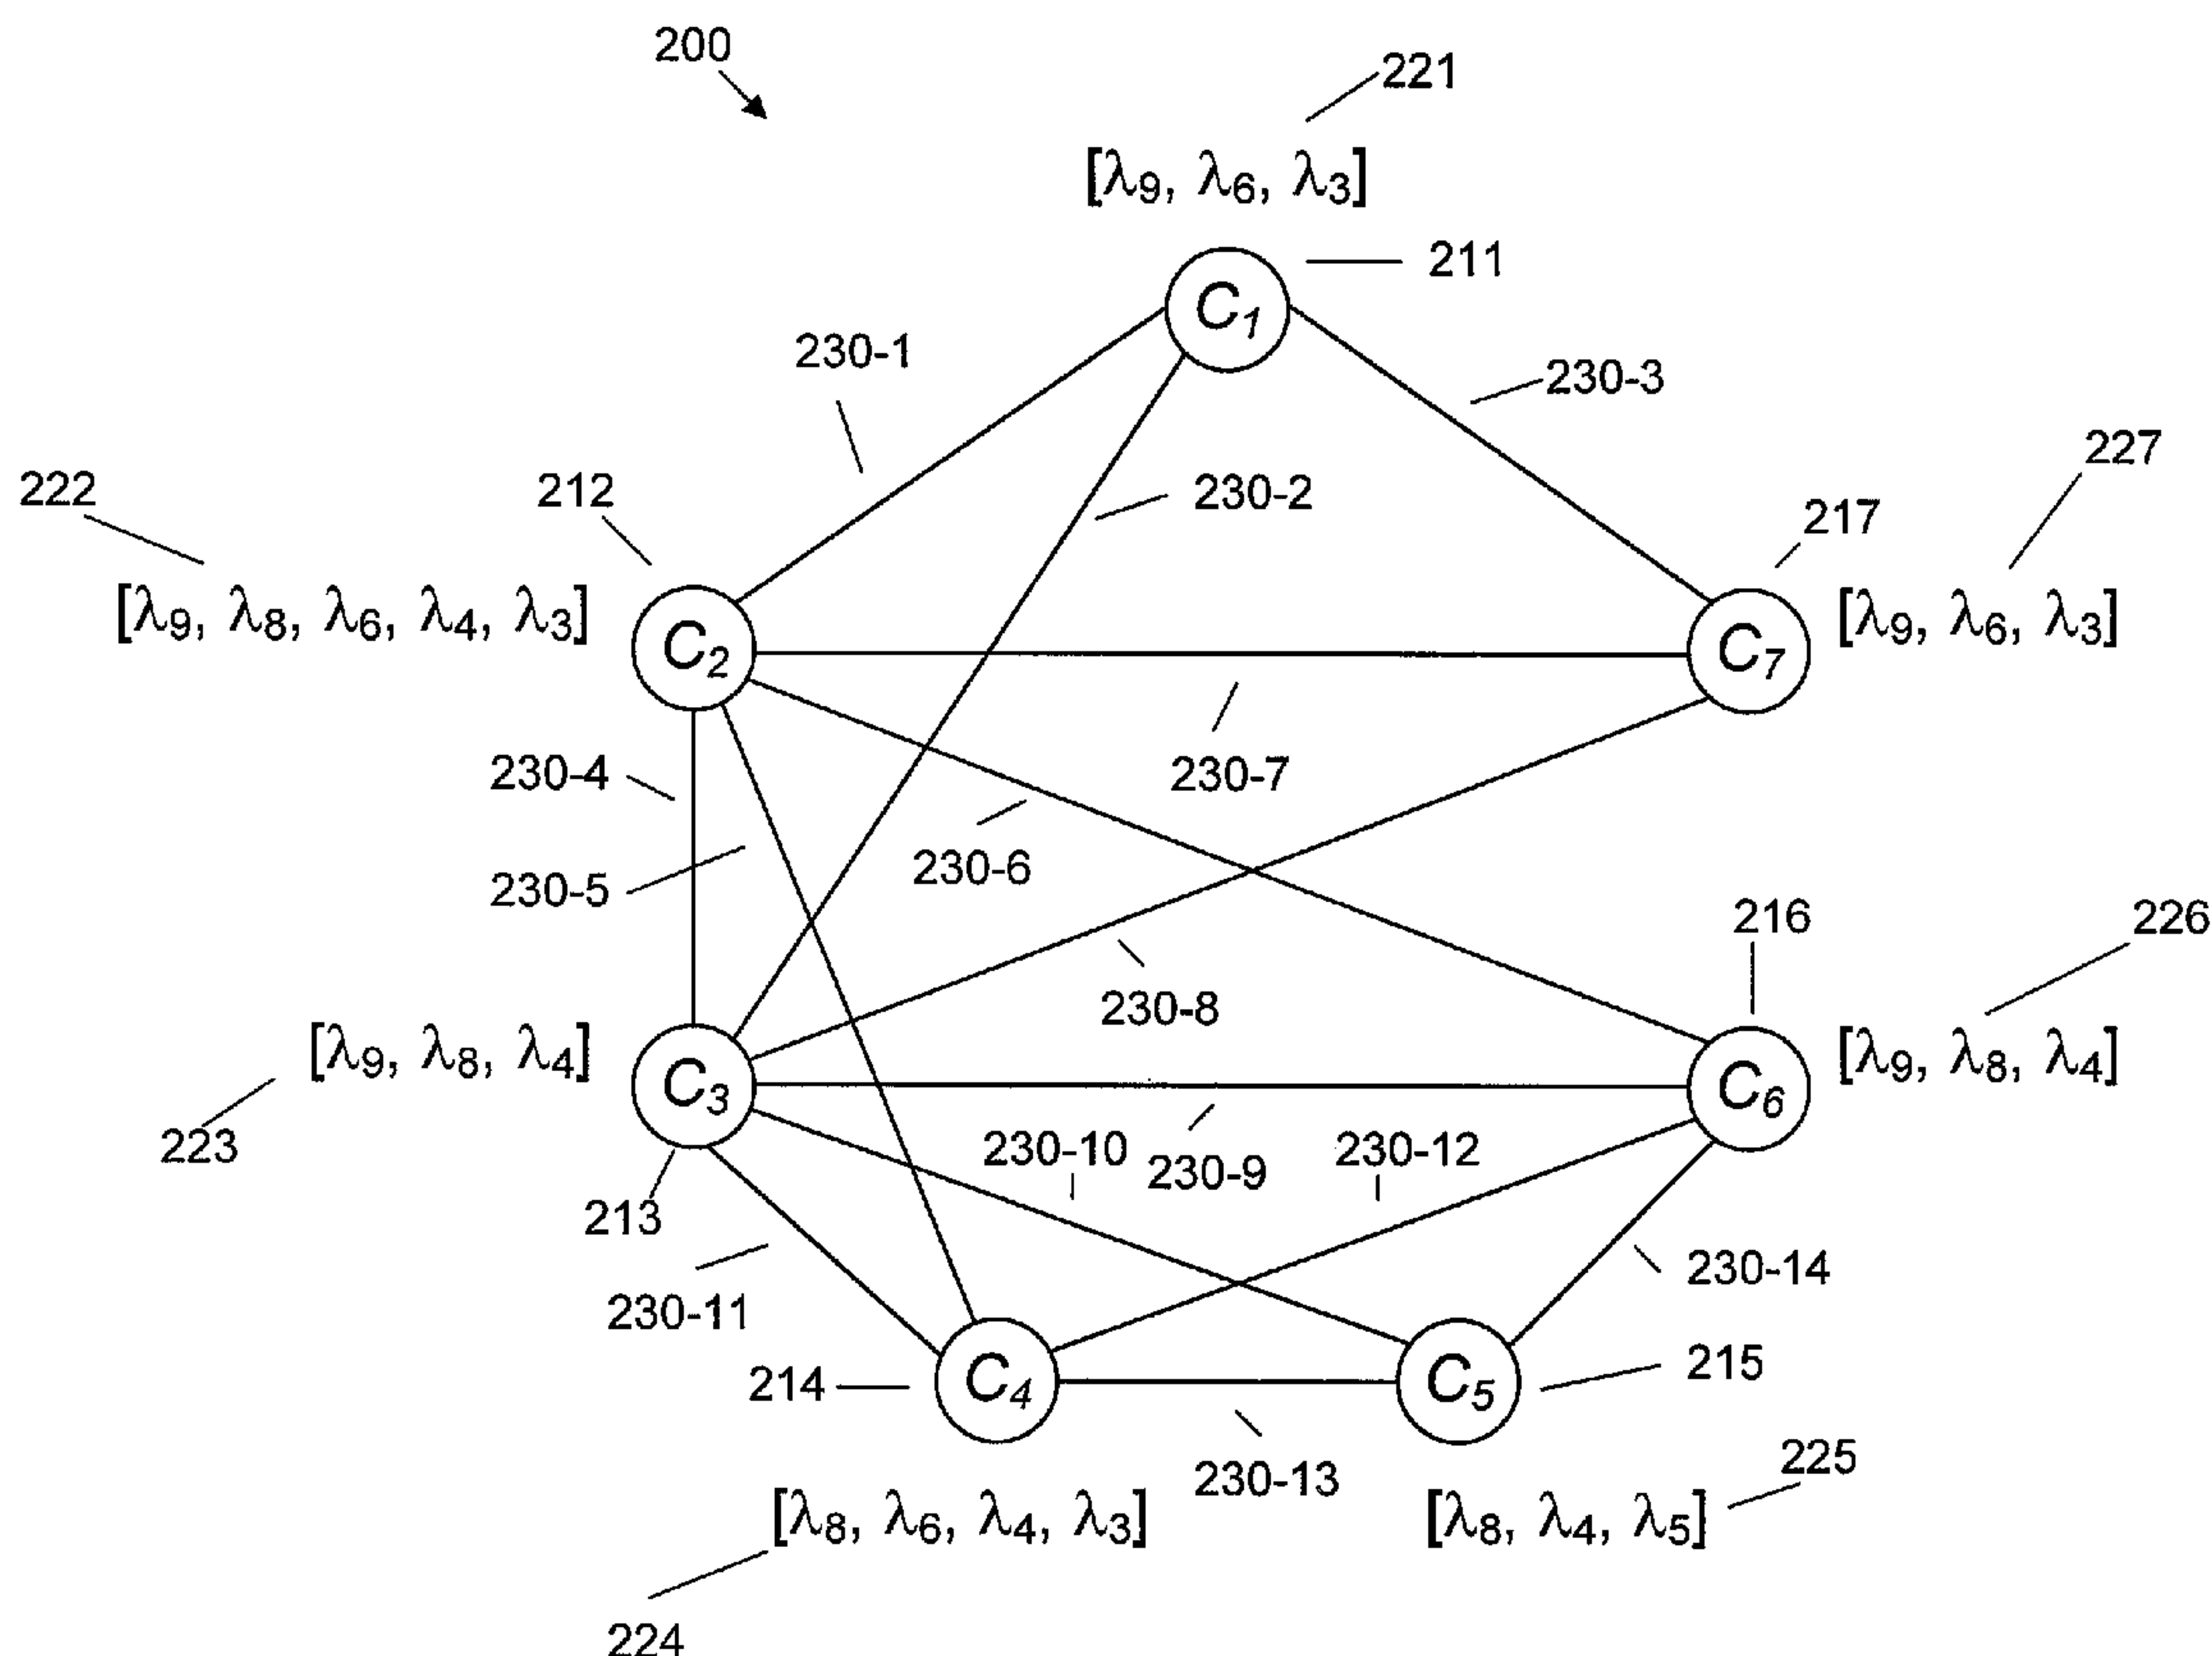 200
221
[λ9, λ6, λ3]
C1
211
230-1
230-3
222
212
230-2
227
217
[λ9, λ8, λ6, λ4, λ3]
C2
C7
[λ9, λ6, λ3]
230-4
230-7
230-5
230-6
216
226
230-8
[λ9, λ8, λ4]
C3
C6
[λ9, λ8, λ4]
223
230-10
230-9
230-12
213
230-11
230-14
214
C4
C5
215
230-13
225
[λ8, λ6, λ4, λ3]
[λ8, λ4, λ5]
224